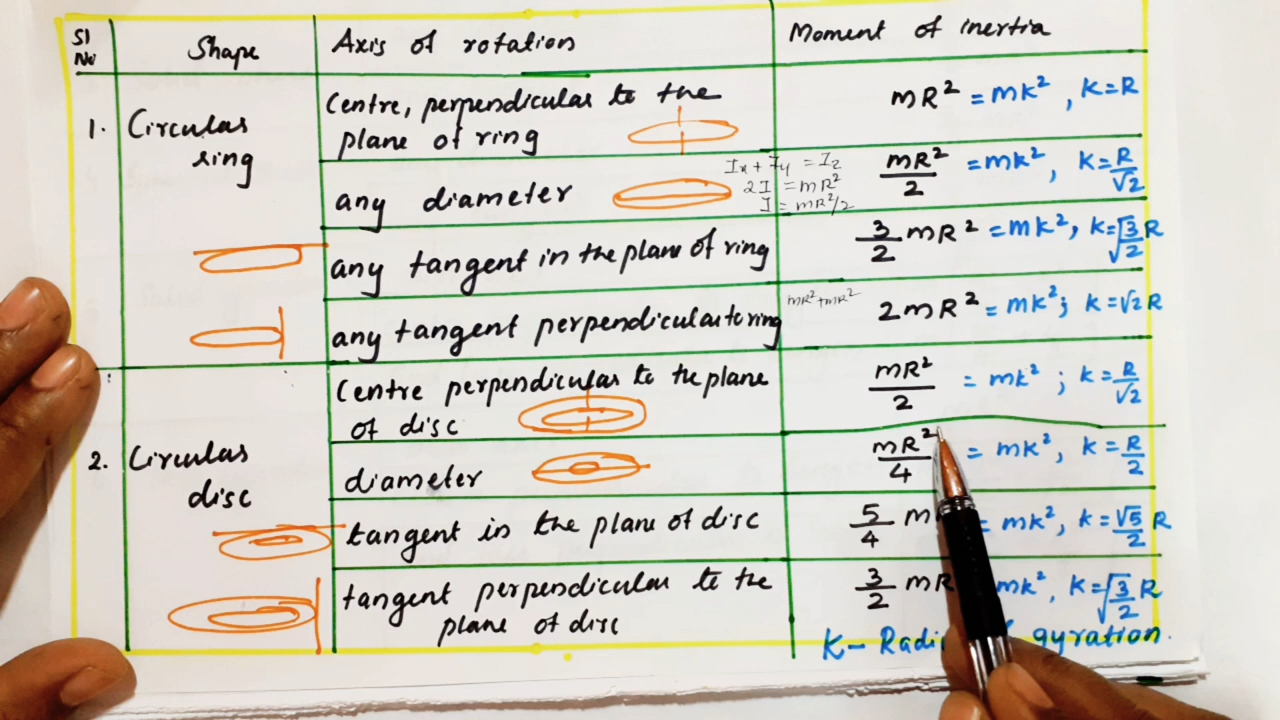 Sl No Shape Axis of rotation Moment of inertia
1. Circular ring
Centre, perpendicular to the
plane of ring
mR² = mk², k=R
any diameter
Ix + Iy = Iz
2I = mR²
I = mR²/2
mR²/2 = mk², k=R/√2
any tangent in the plane of ring
3/2 mR² = mk², k=√3/√2 R
any tangent perpendicular to ring
mR²+mR²
2mR² = mk²; k=√2R
2. Circular disc
Centre perpendicular to the plane
of disc
mR²/2 = mk²; k=R/√2
diameter
mR²/4 = mk², k=R/2
tangent in the plane of disc
5/4 m = mk², k=√5/2 R
tangent perpendicular to the
plane of disc
3/2 mR mk², k=√3/2 R
K- gyration